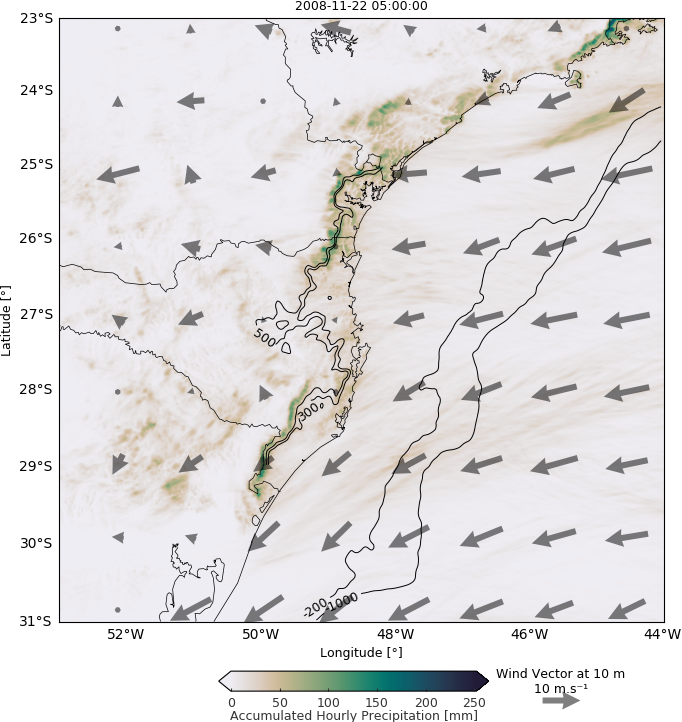 2008-11-22 05:00:00
23°S
24°S
25°S
26°S
27°S
28°S
29°S
30°S
31°S
Latitude [°]
500
300
-200
-1000
52°W 50°W 48°W 46°W 44°W
Longitude [°]
0 50 100 150 200 250
Accumulated Hourly Precipitation [mm]
Wind Vector at 10 m
10 m.s⁻¹